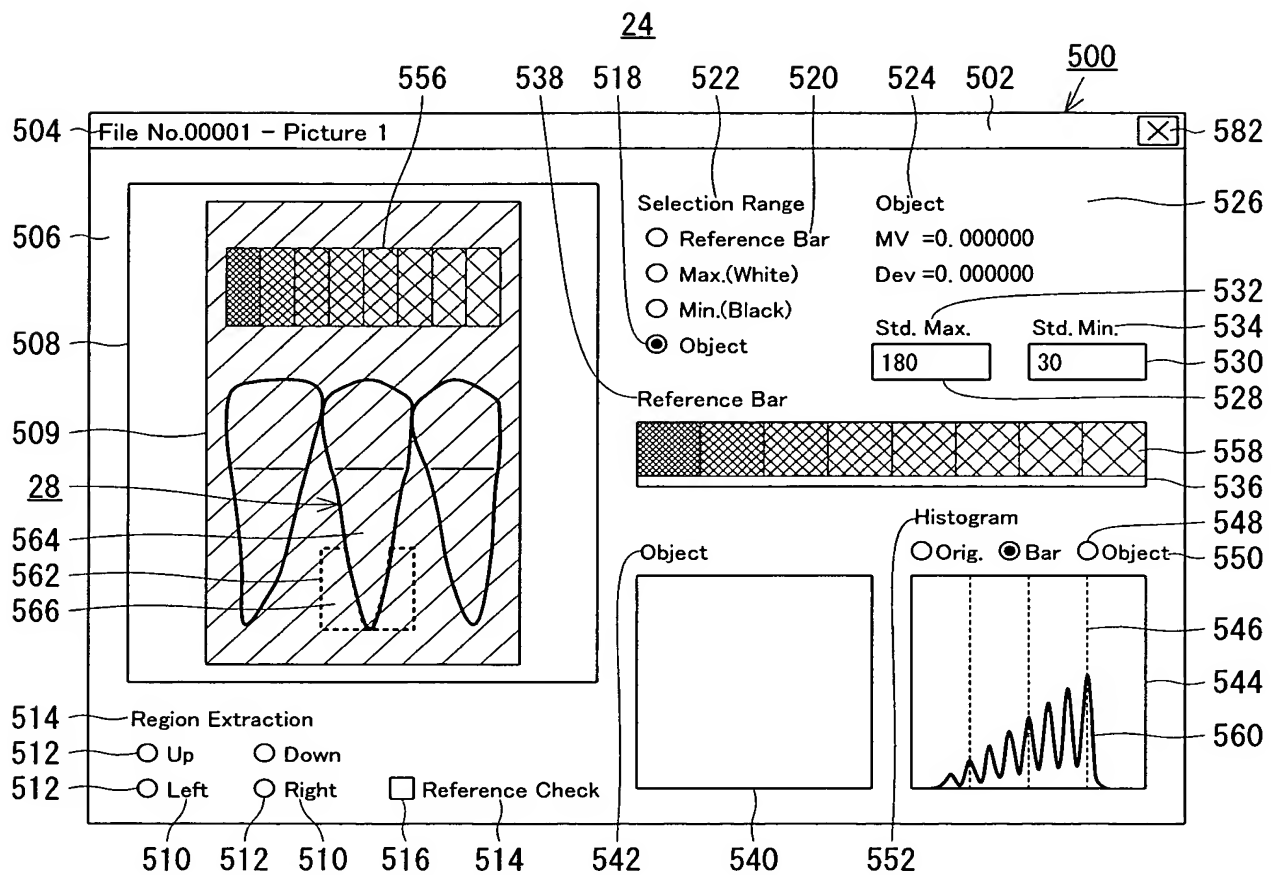 24
556 538 518 522 520 524 502 500
504 File No.00001 - Picture 1 582
506 Selection Range Object 526
Reference Bar MV =0.000000
Max.(White) Dev =0.000000
532
508 Min.(Black) Std. Max. Std. Min. 534
Object 180 30 530
528
Reference Bar
509 558
28 536
Histogram 548
564 Object Orig. Bar Object 550
562
566
546
544
514 Region Extraction
512 Up Down 560
512 Left Right Reference Check
510 512 510 516 514 542 540 552